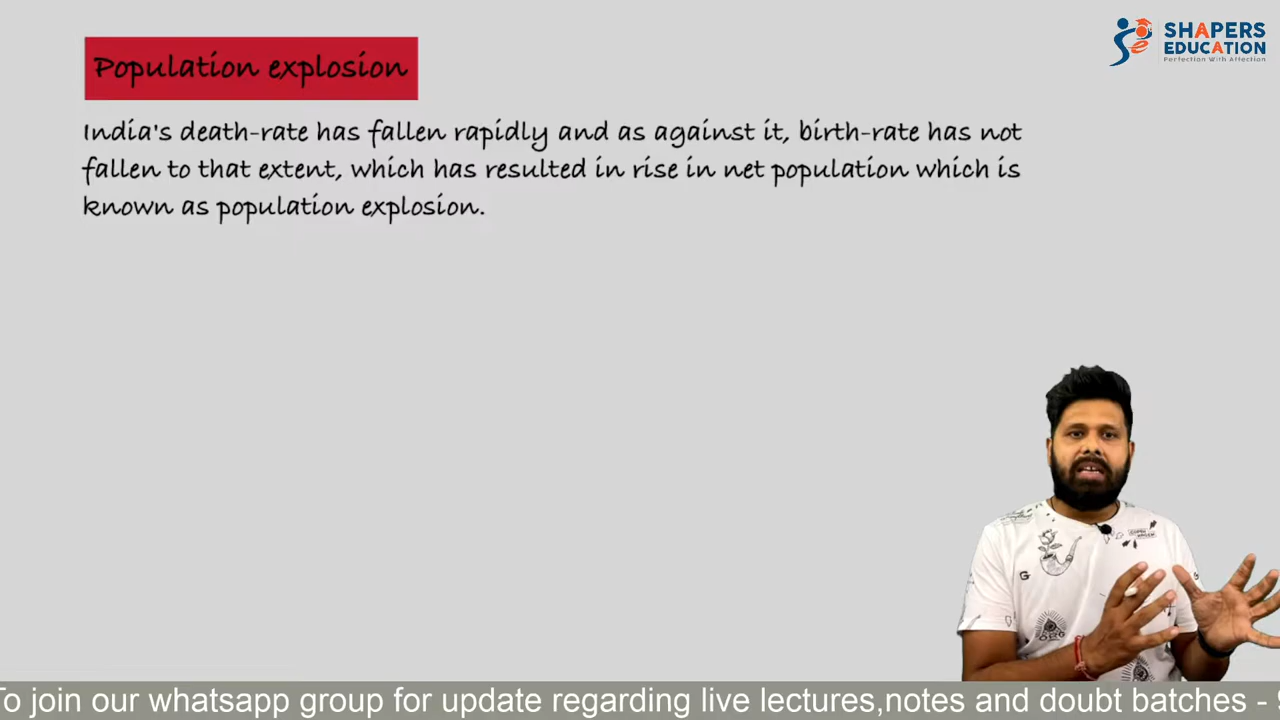 SHAPERS
EDUCATION
Perfection With Affection
Population explosion
India's death-rate has fallen rapidly and as against it, birth-rate has not
fallen to that extent, which has resulted in rise in net population which is
known as population explosion.
To join our whatsapp group for update regarding live lectures,notes and doubt batches -